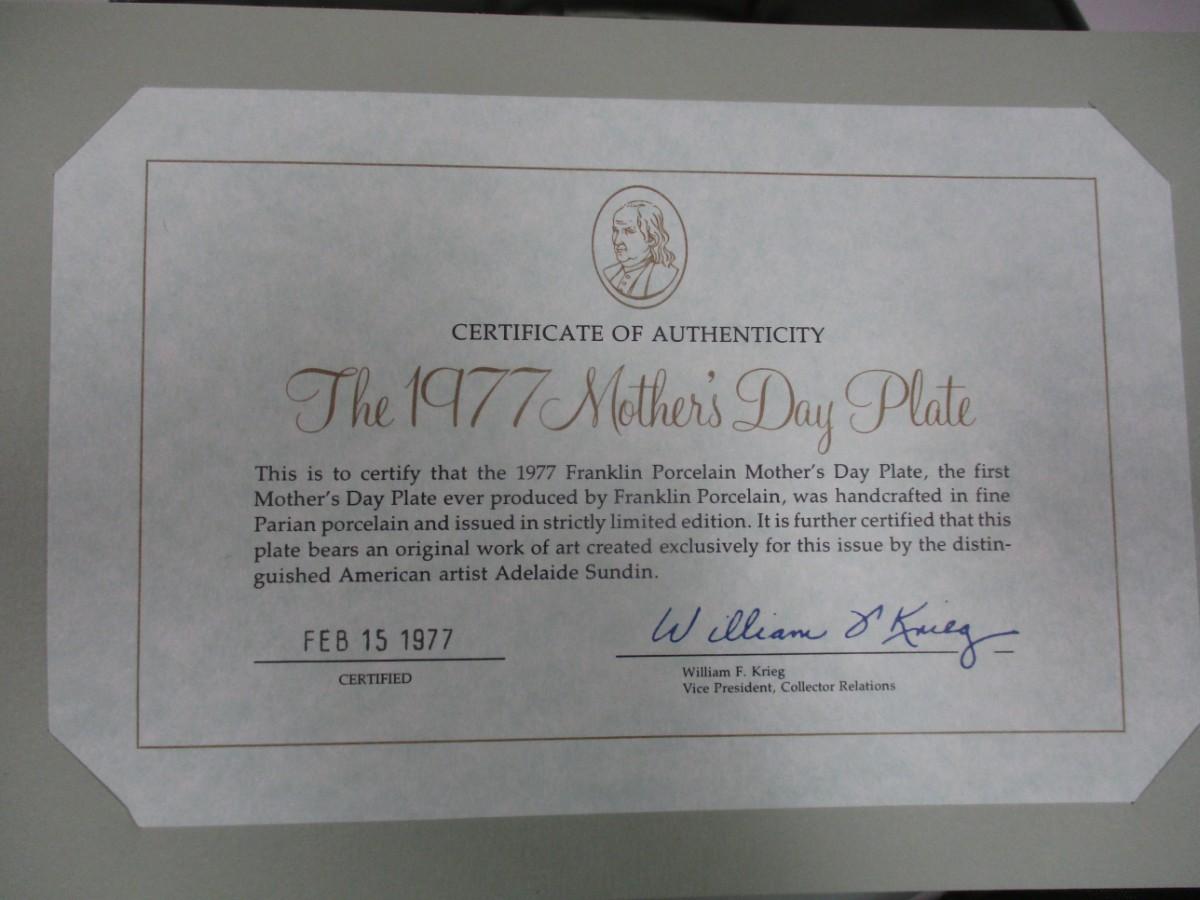 CERTIFICATE OF AUTHENTICITY
The 1977 Mother's Day Plate
This is to certify that the 1977 Franklin Porcelain Mother's Day Plate, the first
Mother's Day Plate ever produced by Franklin Porcelain, was handcrafted in fine
Parian porcelain and issued in strictly limited edition. It is further certified that this
plate bears an original work of art created exclusively for this issue by the distin-
guished American artist Adelaide Sundin.
FEB 15 1977
CERTIFIED
William F Krieg
William F. Krieg
Vice President, Collector Relations